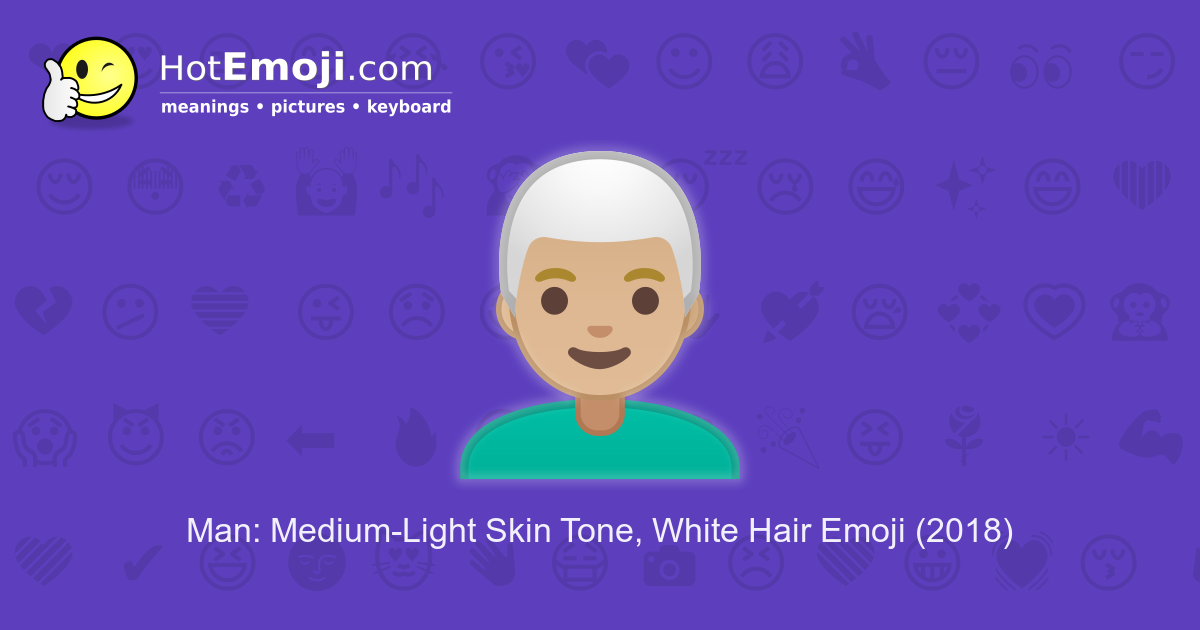 HotEmoji.com
meanings • pictures • keyboard
zzz
Man: Medium-Light Skin Tone, White Hair Emoji (2018)